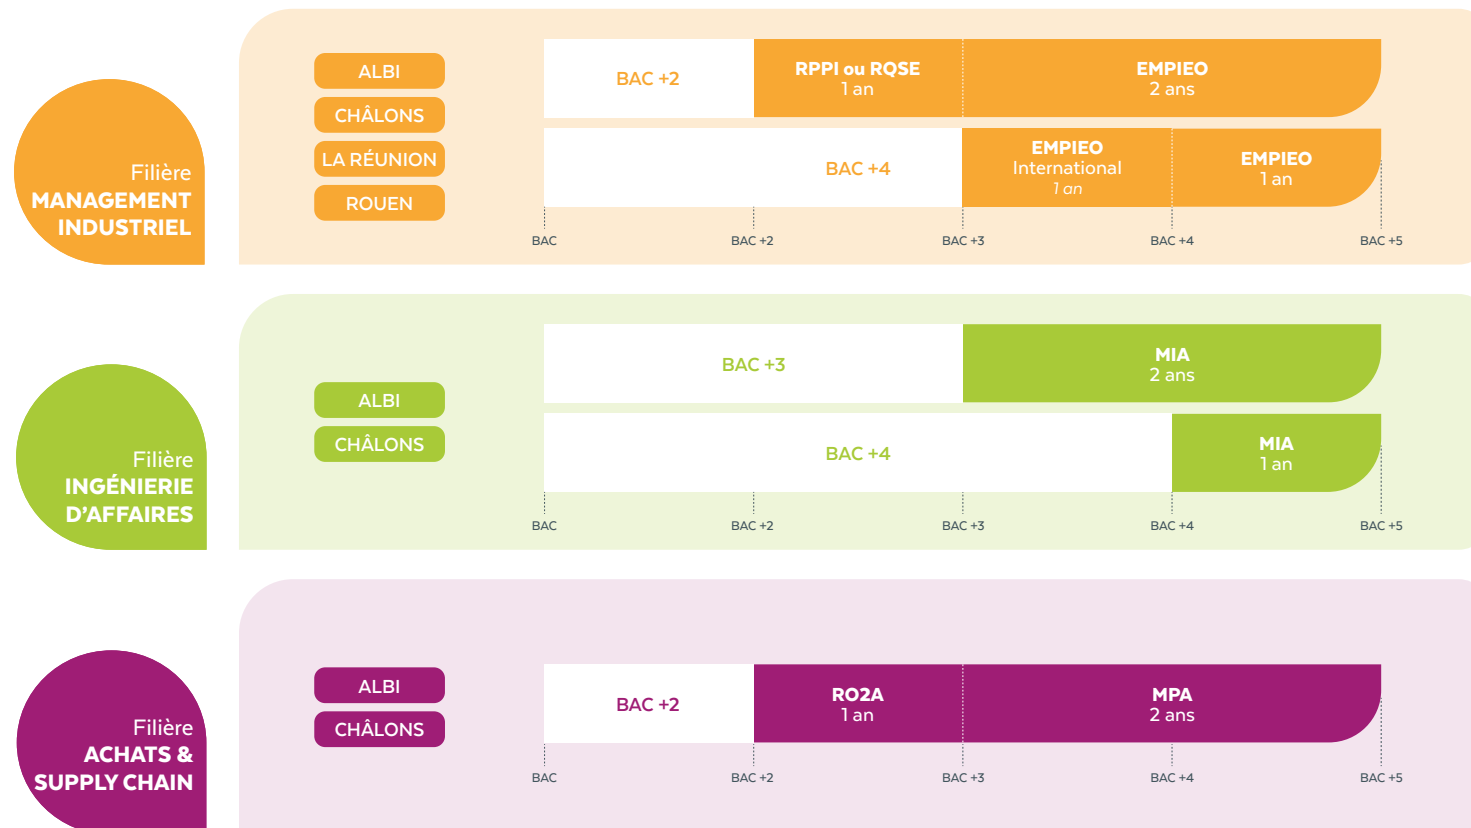 Filière
MANAGEMENT
INDUSTRIEL
ALBI
CHÂLONS
LA RÉUNION
ROUEN
BAC +2
RPPI ou RQSE
1 an
EMPIEO
2 ans
BAC +4
EMPIEO
International
1 an
EMPIEO
1 an
BAC
BAC +2
BAC +3
BAC +4
BAC +5
Filière
INGÉNIERIE
D’AFFAIRES
ALBI
CHÂLONS
BAC +3
MIA
2 ans
BAC +4
MIA
1 an
BAC
BAC +2
BAC +3
BAC +4
BAC +5
Filière
ACHATS &
SUPPLY CHAIN
ALBI
CHÂLONS
BAC +2
RO2A
1 an
MPA
2 ans
BAC
BAC +2
BAC +3
BAC +4
BAC +5